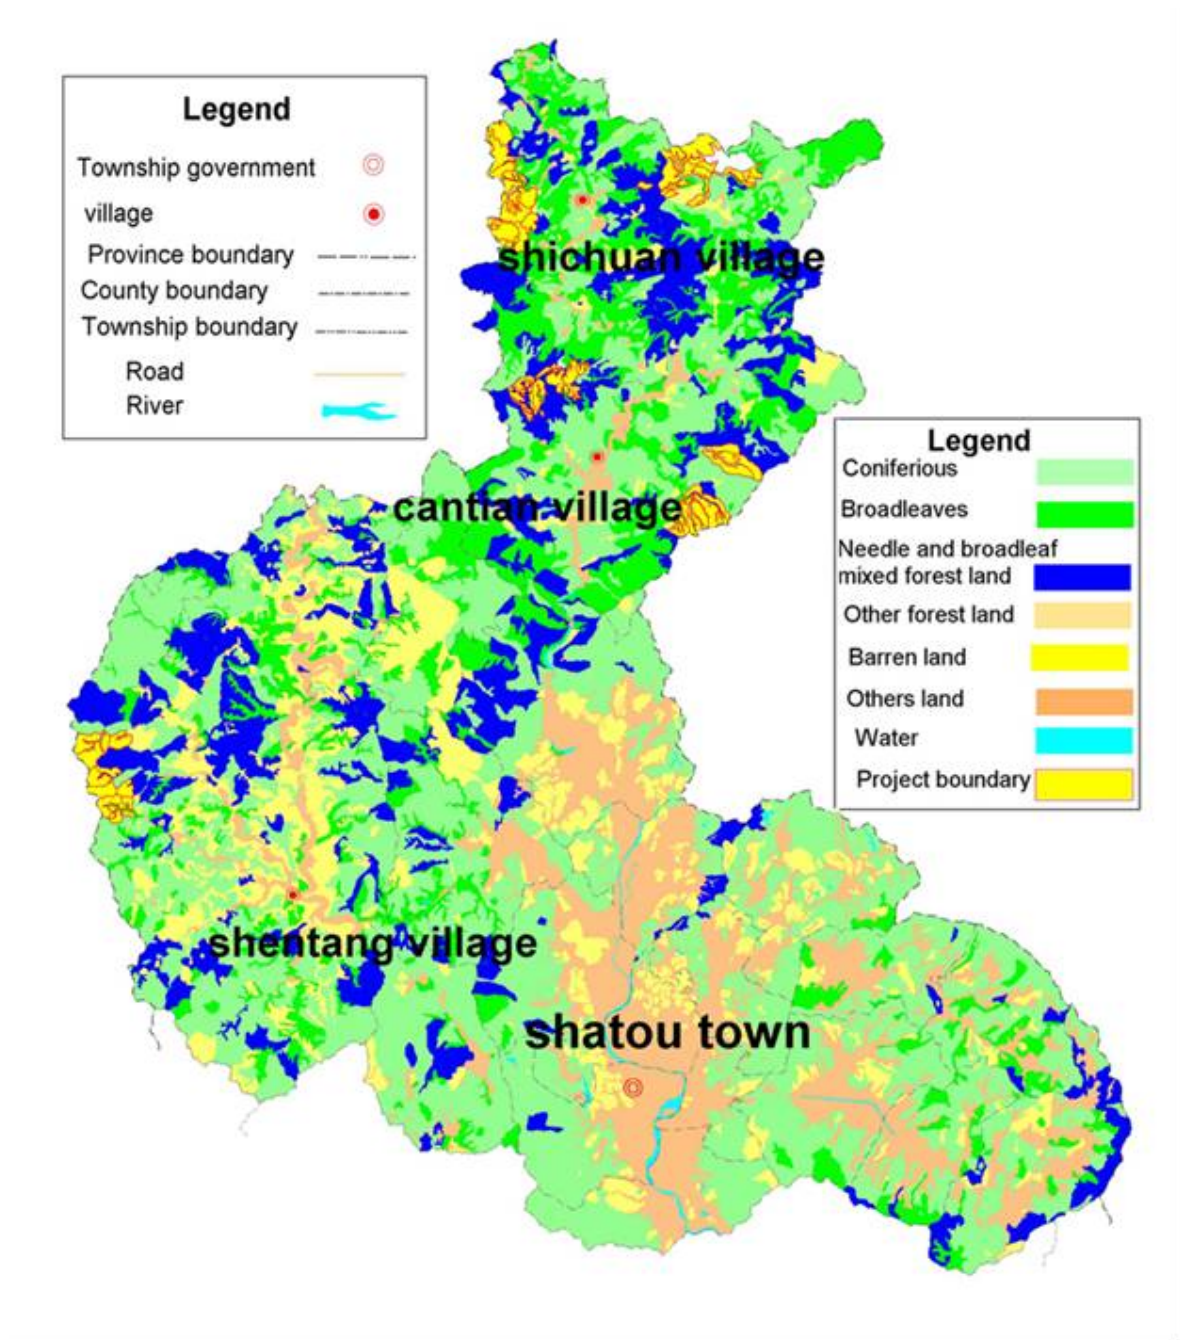 Legend
Township government
village
Province boundary
County boundary
Township boundary
Road
River
shichuan village
Legend
Coniferious
Broadleaves
Needle and broadleaf
mixed forest land
Other forest land
Barren land
Others land
Water
Project boundary
cantian village
shentang village
shatou town